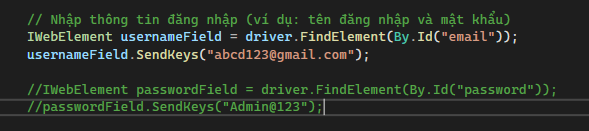 // Nhập thông tin đăng nhập (ví dụ: tên đăng nhập và mật khẩu)
IWebElement usernameField = driver.FindElement(By.Id("email"));
usernameField.SendKeys("abcd123@gmail.com");
//IWebElement passwordField = driver.FindElement(By.Id("password"));
//passwordField.SendKeys("Admin@123");